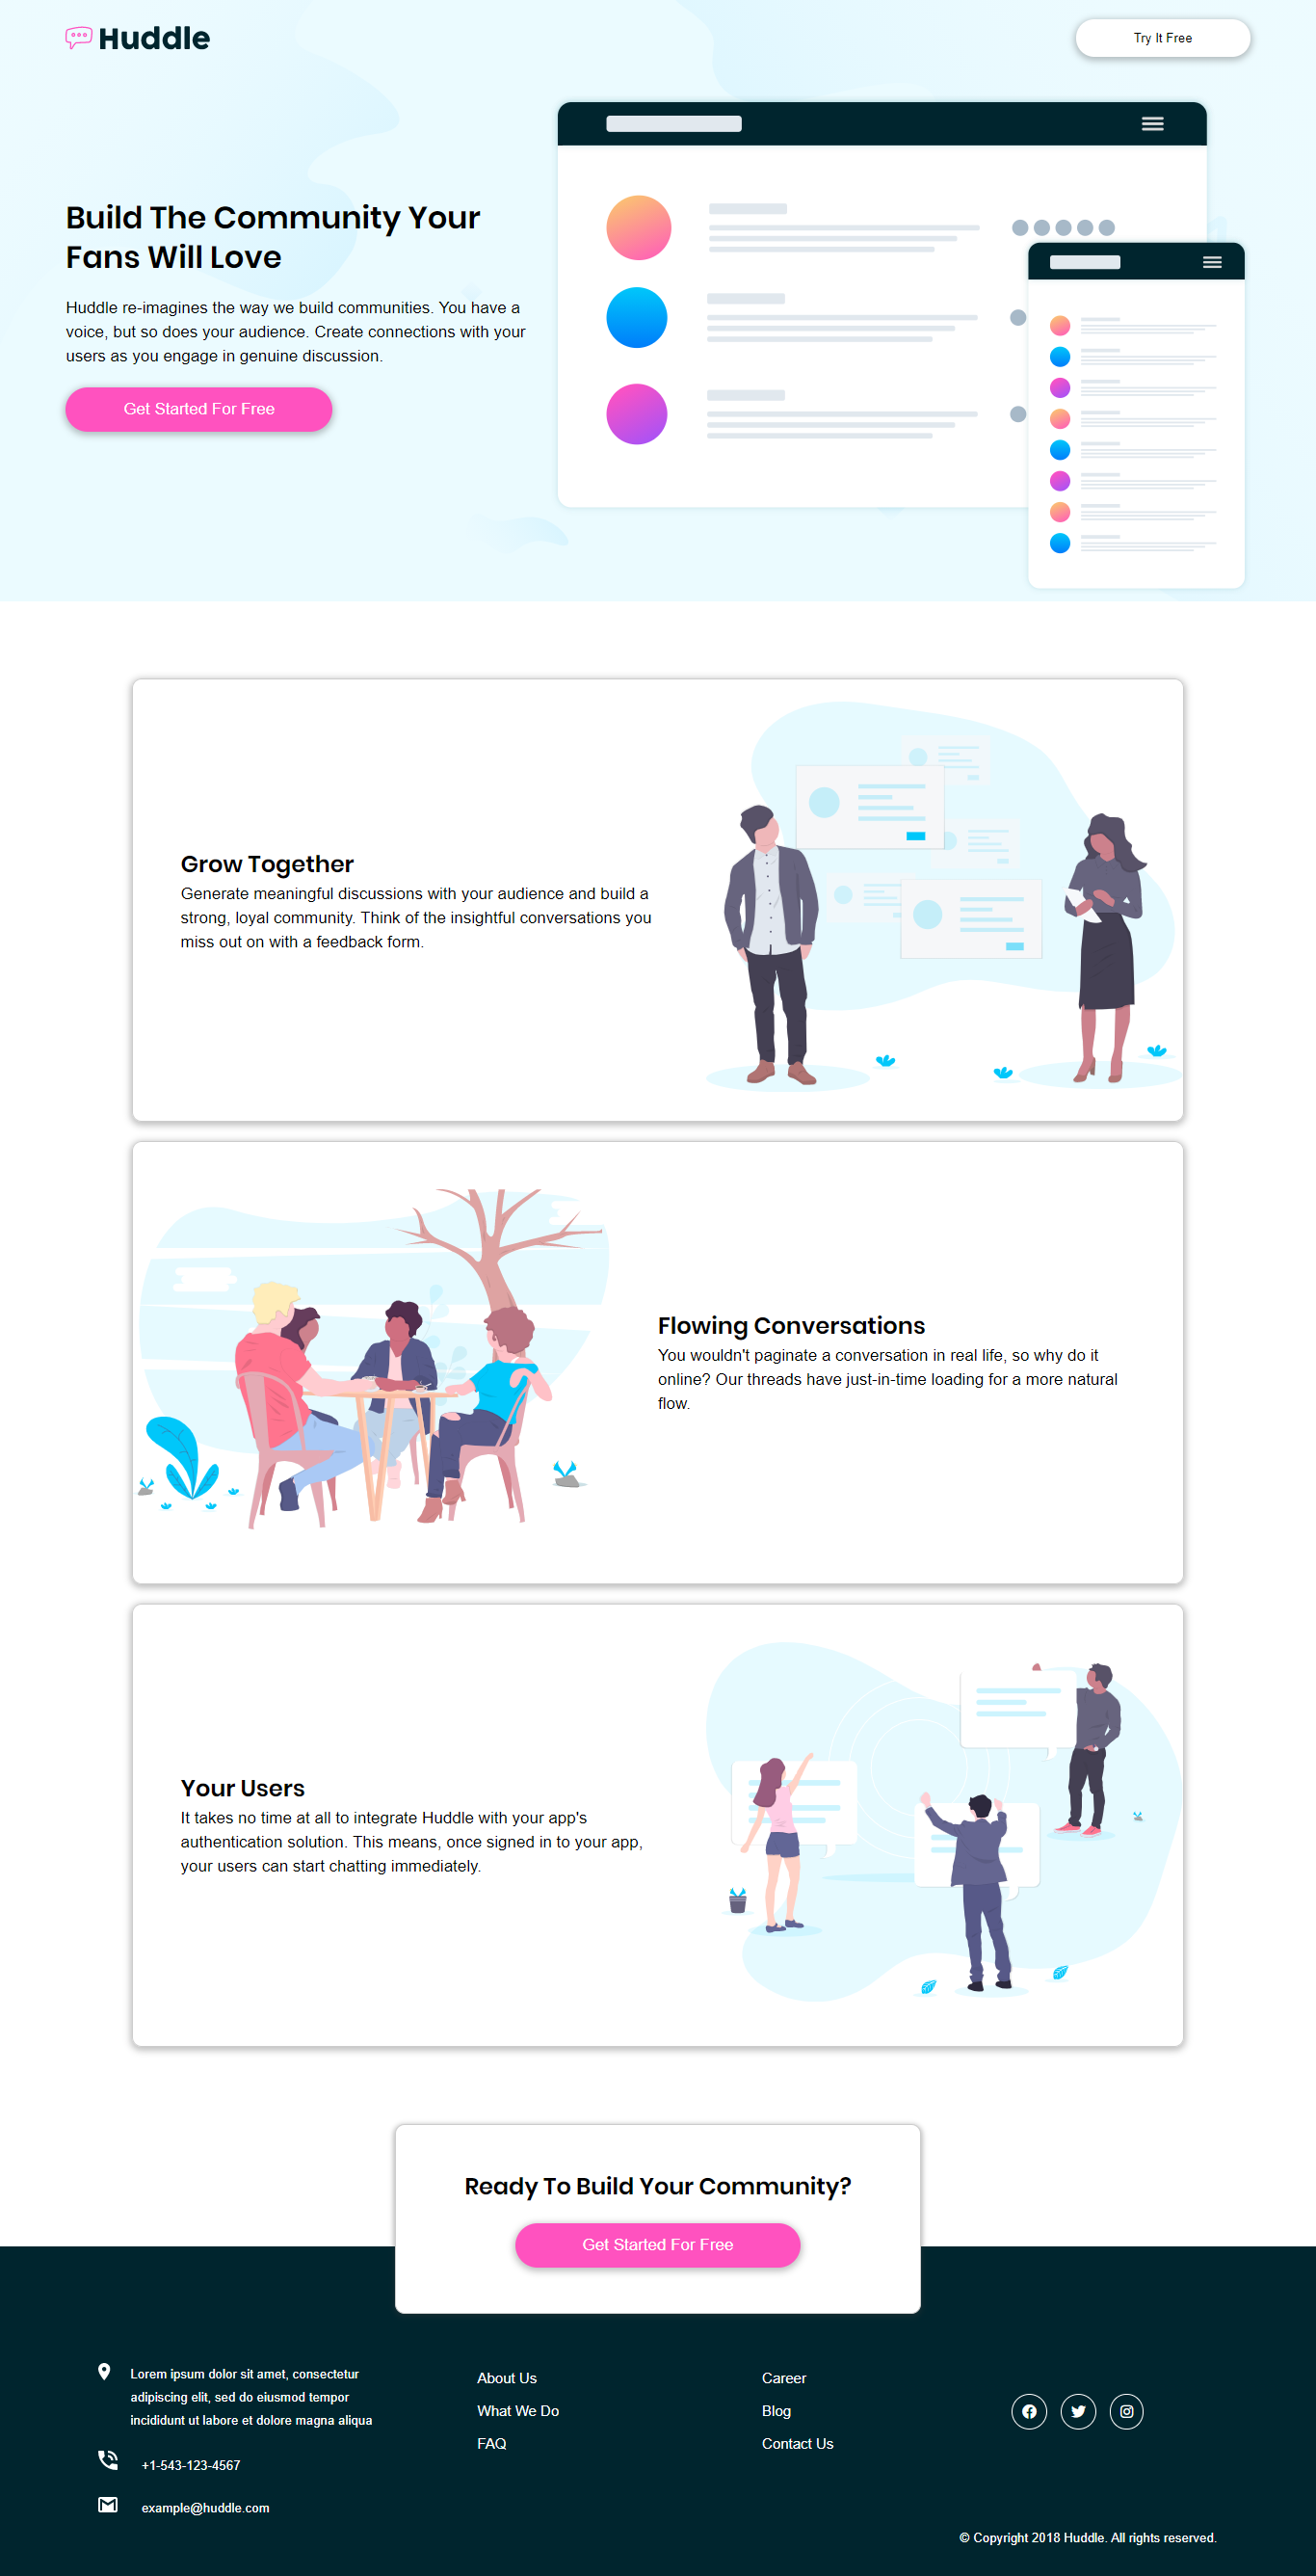 Huddle
Try It Free
Build The Community Your
Fans Will Love
Huddle re-imagines the way we build communities. You have a
voice, but so does your audience. Create connections with your
users as you engage in genuine discussion.
Get Started For Free
Grow Together
Generate meaningful discussions with your audience and build a
strong, loyal community. Think of the insightful conversations you
miss out on with a feedback form.
Flowing Conversations
You wouldn't paginate a conversation in real life, so why do it
online? Our threads have just-in-time loading for a more natural
flow.
Your Users
It takes no time at all to integrate Huddle with your app's
authentication solution. This means, once signed in to your app,
your users can start chatting immediately.
Ready To Build Your Community?
Get Started For Free
Lorem ipsum dolor sit amet, consectetur
adipiscing elit, sed do eiusmod tempor
incididunt ut labore et dolore magna aliqua
+1-543-123-4567
example@huddle.com
About Us
What We Do
FAQ
Career
Blog
Contact Us
© Copyright 2018 Huddle. All rights reserved.